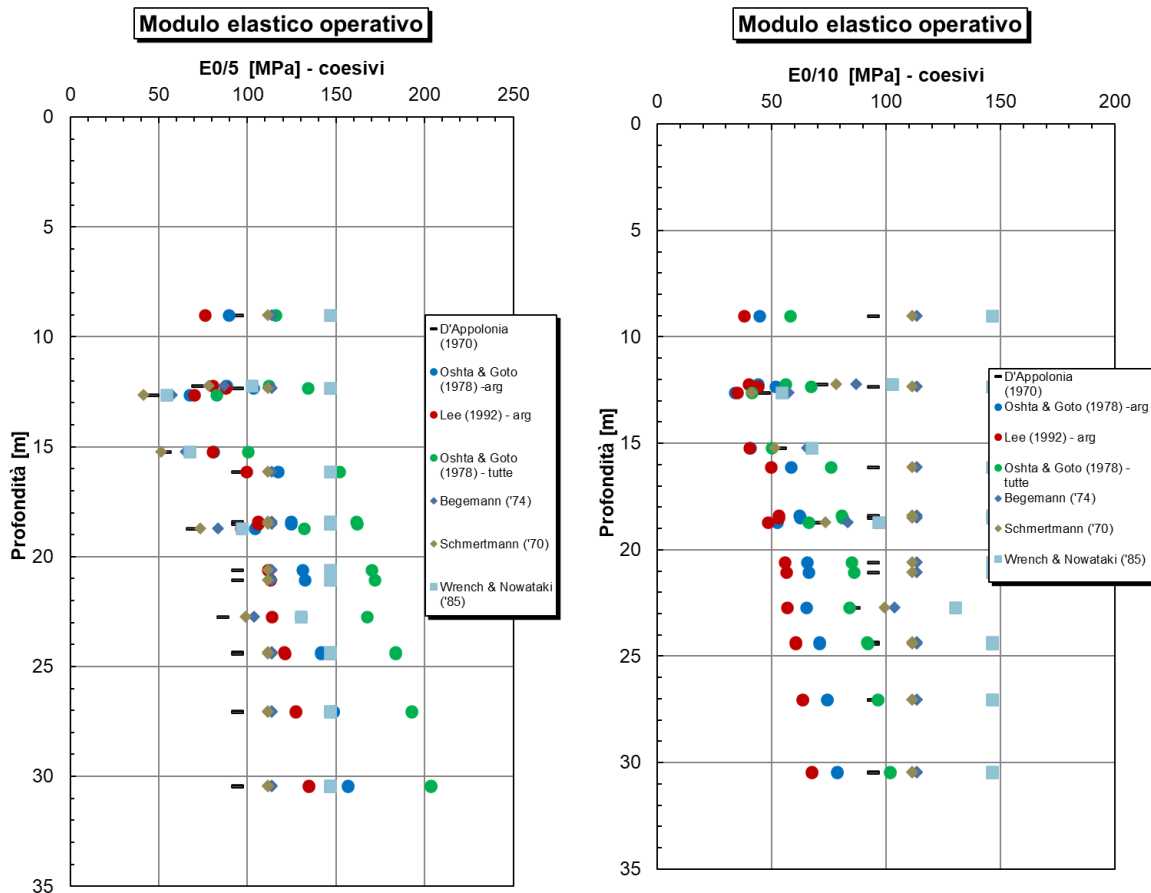 Modulo elastico operativo
E0/5 [MPa] - coesivi
0 50 100 150 200 250
0
5
10
15
20
25
30
35
Profondità [m]
D'Appolonia
(1970)
Oshta & Goto
(1978) -arg
Lee (1992) - arg
Oshta & Goto
(1978) - tutte
Begemann ('74)
Schmertmann ('70)
Wrench & Nowataki
('85)
Modulo elastico operativo
E0/10 [MPa] - coesivi
0 50 100 150 200
0
5
10
15
20
25
30
35
Profondità [m]
D'Appolonia
(1970)
Oshta & Goto (1978) -arg
Lee (1992) - arg
Oshta & Goto (1978) -
tutte
Begemann ('74)
Schmertmann ('70)
Wrench & Nowataki ('85)